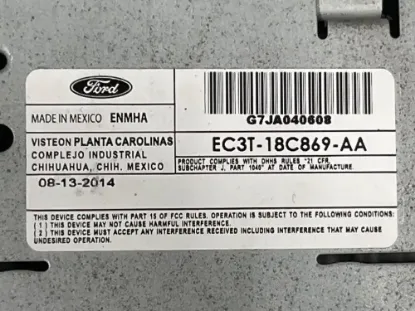 Ford
MADE IN MEXICO ENMHA
G7JA040608
VISTEON PLANTA CAROLINAS
COMPLEJO INDUSTRIAL
CHIHUAHUA, CHIH. MEXICO
08-13-2014
EC3T-18C869-AA
PRODUCT COMPLIES WITH DHHS RULES "21 CFR,
SUBCHAPTER J, PART 1040" AT DATE OF MANUFACTURE
THIS DEVICE COMPLIES WITH PART 15 OF FCC RULES. OPERATION IS SUBJECT TO THE FOLLOWING:
(1) THIS DEVICE MAY NOT CAUSE HARMFUL INTERFERENCE.
(2) THIS DEVICE MUST ACCEPT ANY INTERFERENCE RECEIVED INCLUDING INTERFERENCE THAT MAY CAUSE
UNDESIRED OPERATION.